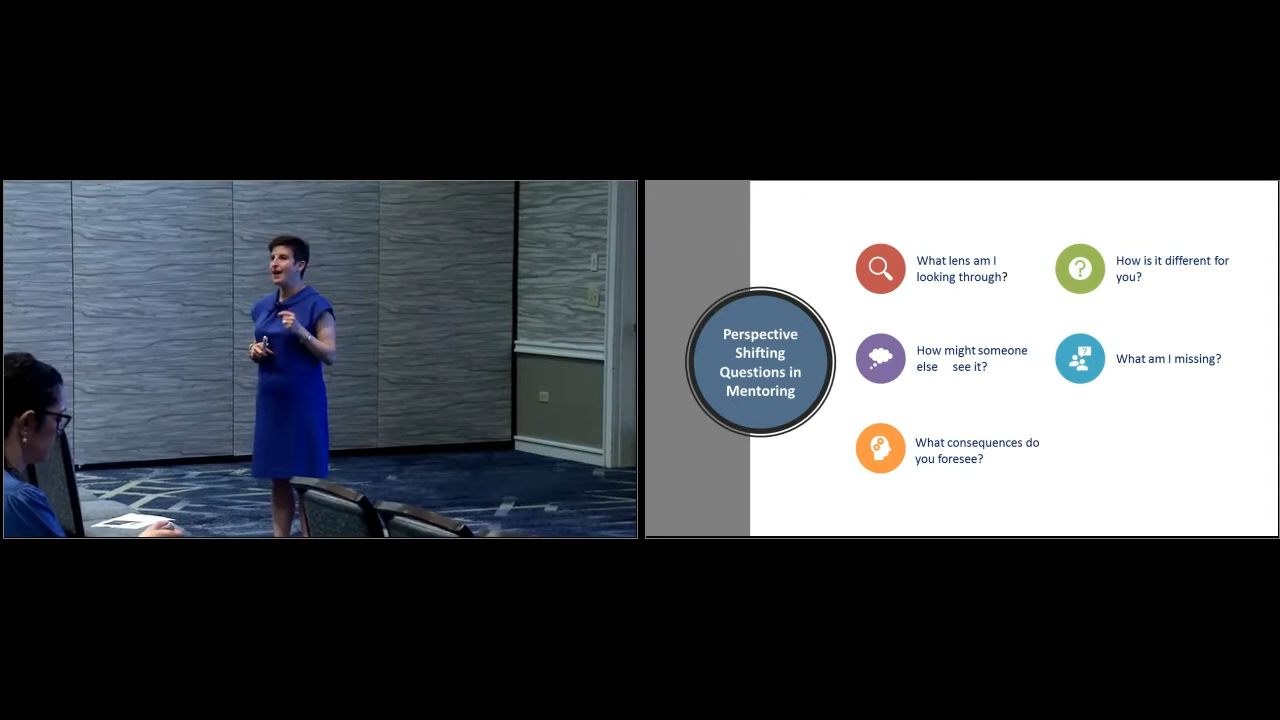 Perspective
Shifting
Questions in
Mentoring
What lens am I
looking through?
How is it different for
you?
How might someone
else see it?
What am I missing?
What consequences do
you foresee?